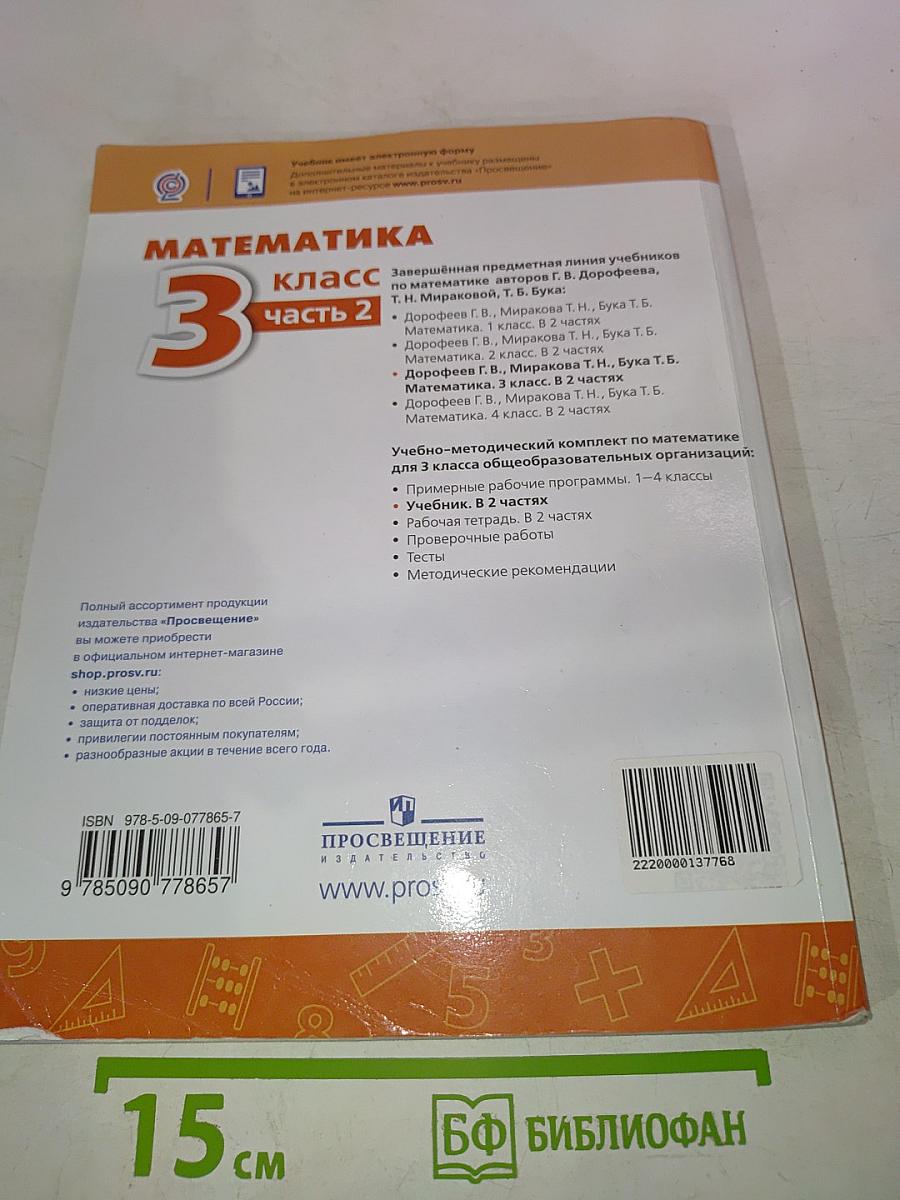 Учебник имеет электронную форму
Дополнительные материалы к учебнику размещены
в электронном каталоге издательства «Просвещение»
на интернет-ресурсе www.prosv.ru
МАТЕМАТИКА
3
класс
часть 2
Завершённая предметная линия учебников
по математике авторов Г. В. Дорофеева,
Т. Н. Мираковой, Т. Б. Бука:
• Дорофеев Г. В., Миракова Т. Н., Бука Т. Б.
Математика. 1 класс. В 2 частях
• Дорофеев Г. В., Миракова Т. Н., Бука Т. Б.
Математика. 2 класс. В 2 частях
• Дорофеев Г. В., Миракова Т. Н., Бука Т. Б.
Математика. 3 класс. В 2 частях
• Дорофеев Г. В., Миракова Т. Н., Бука Т. Б.
Математика. 4 класс. В 2 частях
Учебно-методический комплект по математике
для 3 класса общеобразовательных организаций:
• Примерные рабочие программы. 1—4 классы
• Учебник. В 2 частях
• Рабочая тетрадь. В 2 частях
• Проверочные работы
• Тесты
• Методические рекомендации
Полный ассортимент продукции
издательства «Просвещение»
вы можете приобрести
в официальном интернет-магазине
shop.prosv.ru:
• низкие цены;
• оперативная доставка по всей России;
• защита от подделок;
• привилегии постоянным покупателям;
• разнообразные акции в течение всего года.
ISBN 978-5-09-077865-7
9 785090 778657
ПРОСВЕЩЕНИЕ
ИЗДАТЕЛЬСТВО
2220000137768
9
8
5
3
15 см
БФ БИБЛИОФАН